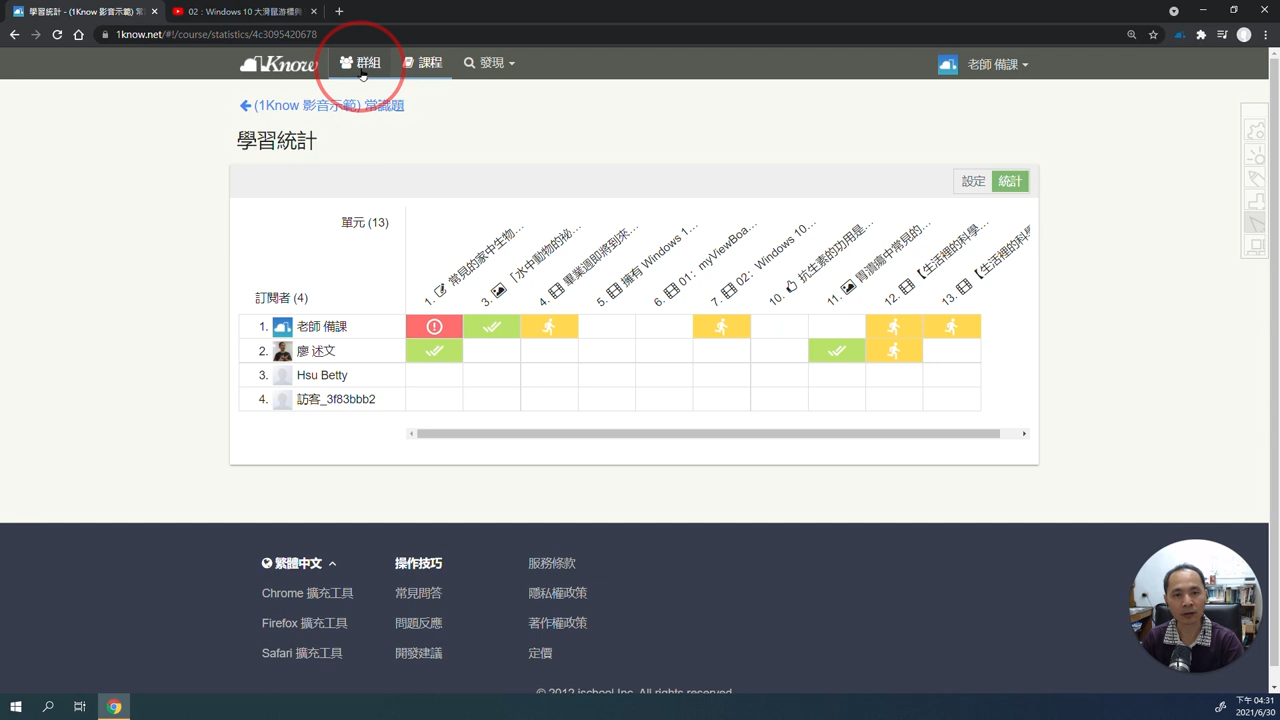 學習統計 - (1Know 影音示範) 常
02：Windows 10 大滑鼠游標與
1know.net/#!/course/statistics/4c3095420678
1Know
群組
課程
發現
老師 備課
(1Know 影音示範) 常識題
學習統計
設定
統計
單元 (13)
1. 常見的家中生物...
3. 「水中動物的祕...
4. 畢業週即將到來...
5. 擁有 Windows 1...
6. 01：myViewBoa...
7. 02：Windows 10...
10. 抗生素的功用是...
11. 胃潰瘍中常見的...
12. 【生活裡的科學...
13. 【生活裡的科學
訂閱者 (4)
1. 老師 備課
2. 廖 述文
3. Hsu Betty
4. 訪客_3f83bbb2
繁體中文
操作技巧
服務條款
Chrome 擴充工具
常見問答
隱私權政策
Firefox 擴充工具
問題反應
著作權政策
Safari 擴充工具
開發建議
定價
© 2012 ischool Inc. All rights reserved.
下午 04:31
2021/6/30